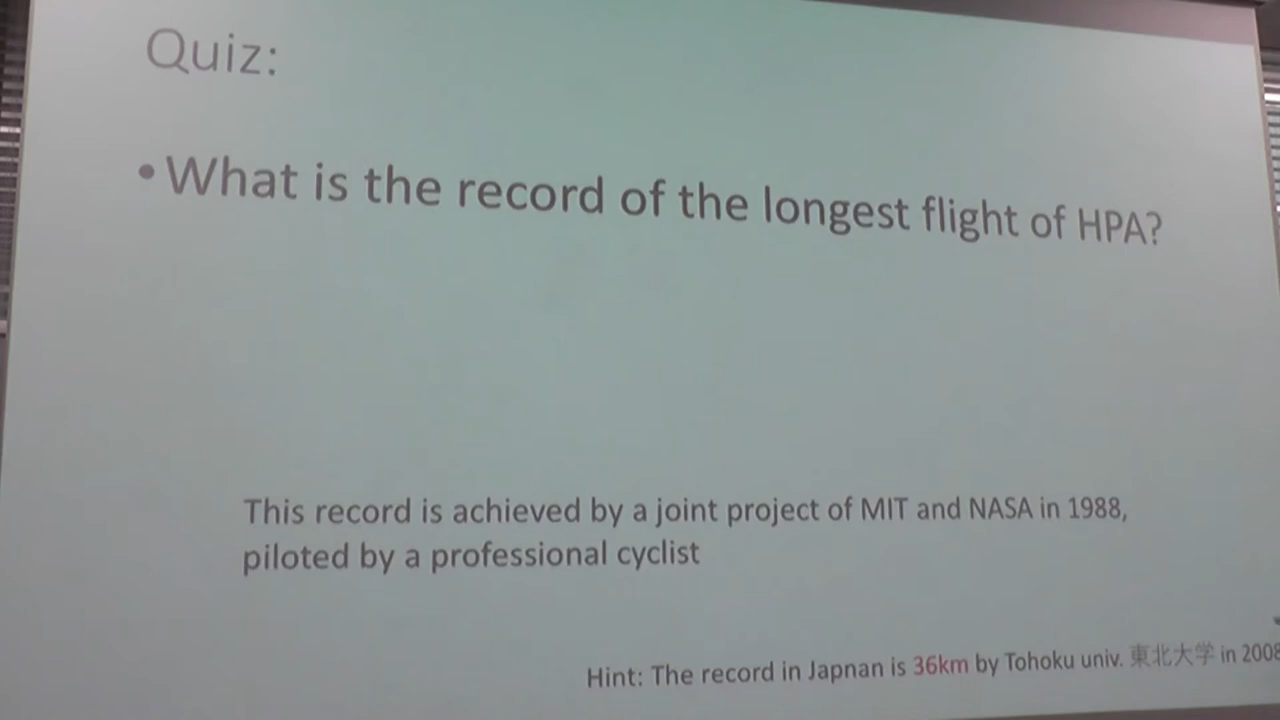 Quiz:
• What is the record of the longest flight of HPA?
This record is achieved by a joint project of MIT and NASA in 1988,
piloted by a professional cyclist
Hint: The record in Japnan is 36km by Tohoku univ. 東北大学 in 2008